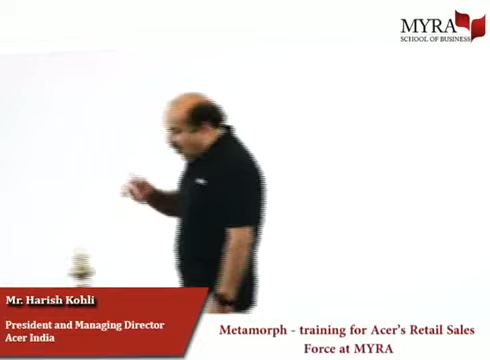 MYRA
SCHOOL OF BUSINESS
Mr. Harish Kohli
President and Managing Director
Acer India
Metamorph - training for Acer's Retail Sales
Force at MYRA